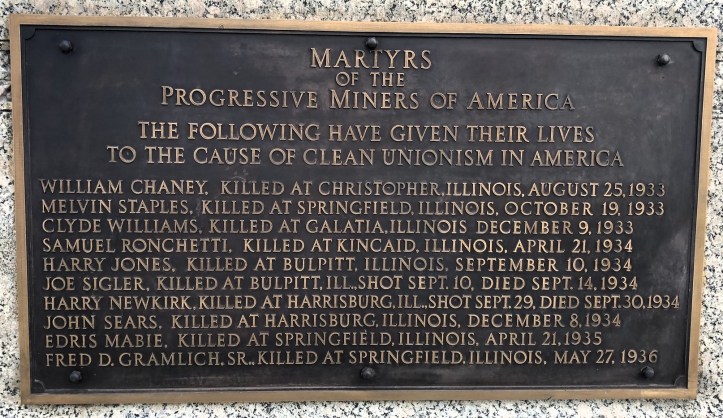 MARTYRS
OF THE
PROGRESSIVE MINERS OF AMERICA
THE FOLLOWING HAVE GIVEN THEIR LIVES
TO THE CAUSE OF CLEAN UNIONISM IN AMERICA
WILLIAM CHANEY, KILLED AT CHRISTOPHER, ILLINOIS, AUGUST 25, 1933
MELVIN STAPLES, KILLED AT SPRINGFIELD, ILLINOIS, OCTOBER 19, 1933
CLYDE WILLIAMS, KILLED AT GALATIA, ILLINOIS DECEMBER 9, 1933
SAMUEL RONCHETTI, KILLED AT KINCAID, ILLINOIS, APRIL 21, 1934
HARRY JONES, KILLED AT BULPITT, ILLINOIS, SEPTEMBER 10, 1934
JOE SIGLER, KILLED AT BULPITT, ILL., SHOT SEPT. 10, DIED SEPT. 14, 1934
HARRY NEWKIRK, KILLED AT HARRISBURG, ILL., SHOT SEPT. 29, DIED SEPT. 30, 1934
JOHN SEARS, KILLED AT HARRISBURG, ILLINOIS, DECEMBER 8, 1934
EDRIS MABIE, KILLED AT SPRINGFIELD, ILLINOIS, APRIL 21, 1935
FRED D. GRAMLICH, SR., KILLED AT SPRINGFIELD, ILLINOIS, MAY 27, 1936